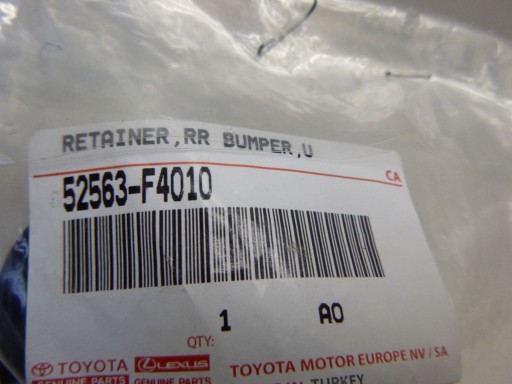 RETAINER,RR BUMPER,U
CA
52563-F4010
QTY: 1 A0
TOYOTA LEXUS TOYOTA MOTOR EUROPE NV / SA
GENUINE PARTS GENUINE PARTS
TURKEY